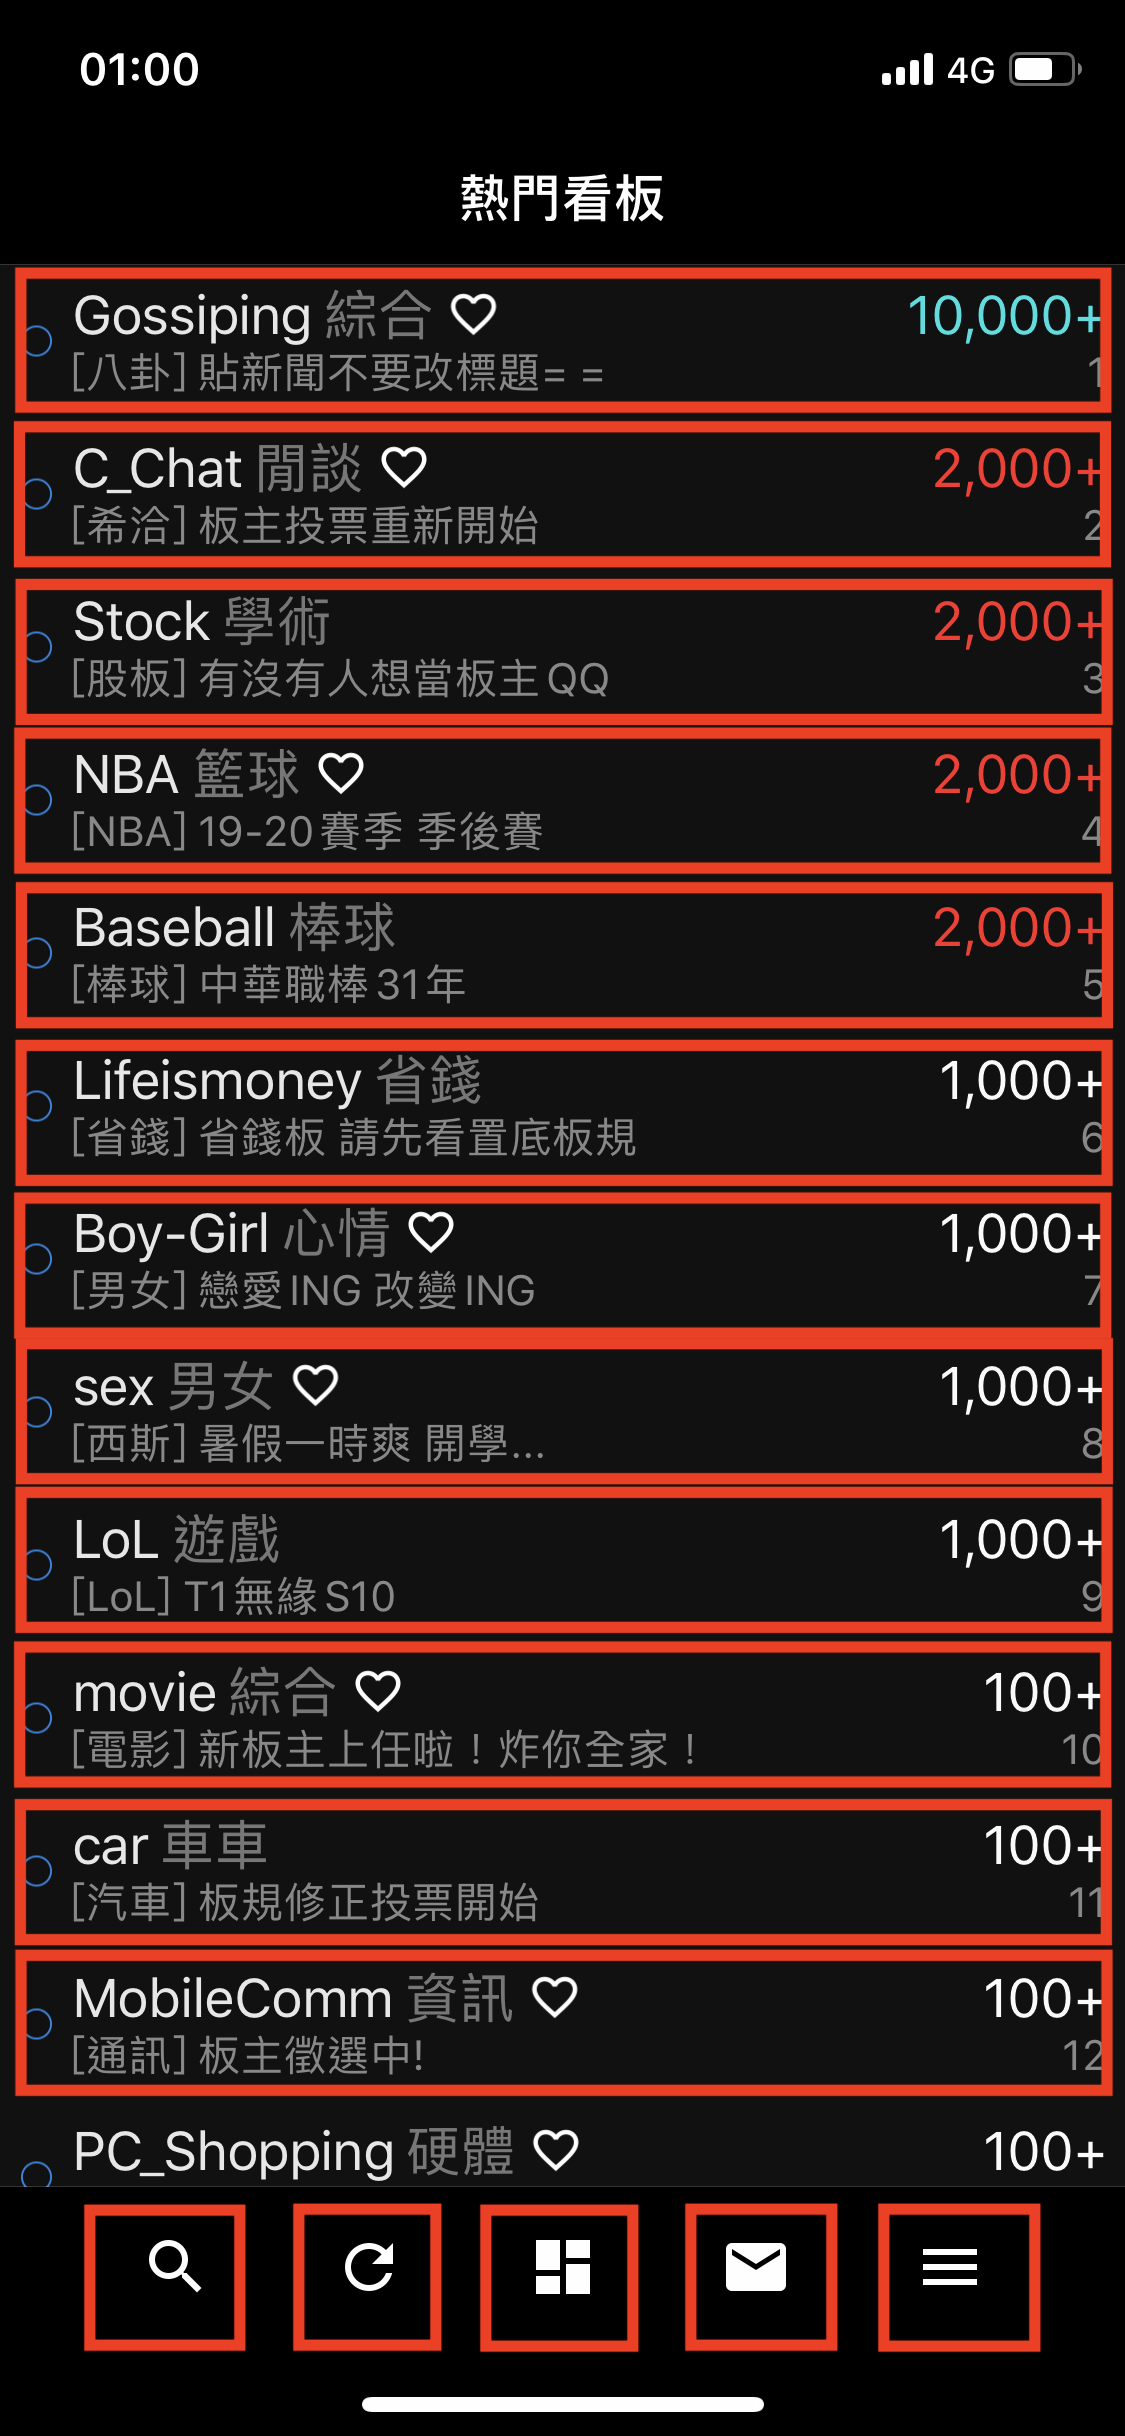 01:00 4G
熱門看板
Gossiping 綜合 10,000+
[八卦] 貼新聞不要改標題= = 1
C_Chat 閒談 2,000+
[希洽] 板主投票重新開始 2
Stock 學術 2,000+
[股板] 有沒有人想當板主QQ 3
NBA 籃球 2,000+
[NBA] 19-20賽季 季後賽 4
Baseball 棒球 2,000+
[棒球] 中華職棒31年 5
Lifeismoney 省錢 1,000+
[省錢] 省錢板 請先看置底板規 6
Boy-Girl 心情 1,000+
[男女] 戀愛ING 改變ING 7
sex 男女 1,000+
[西斯] 暑假一時爽 開學... 8
LoL 遊戲 1,000+
[LoL] T1無緣S10 9
movie 綜合 100+
[電影] 新板主上任啦！炸你全家！ 10
car 車車 100+
[汽車] 板規修正投票開始 11
MobileComm 資訊 100+
[通訊] 板主徵選中! 12
PC_Shopping 硬體 100+